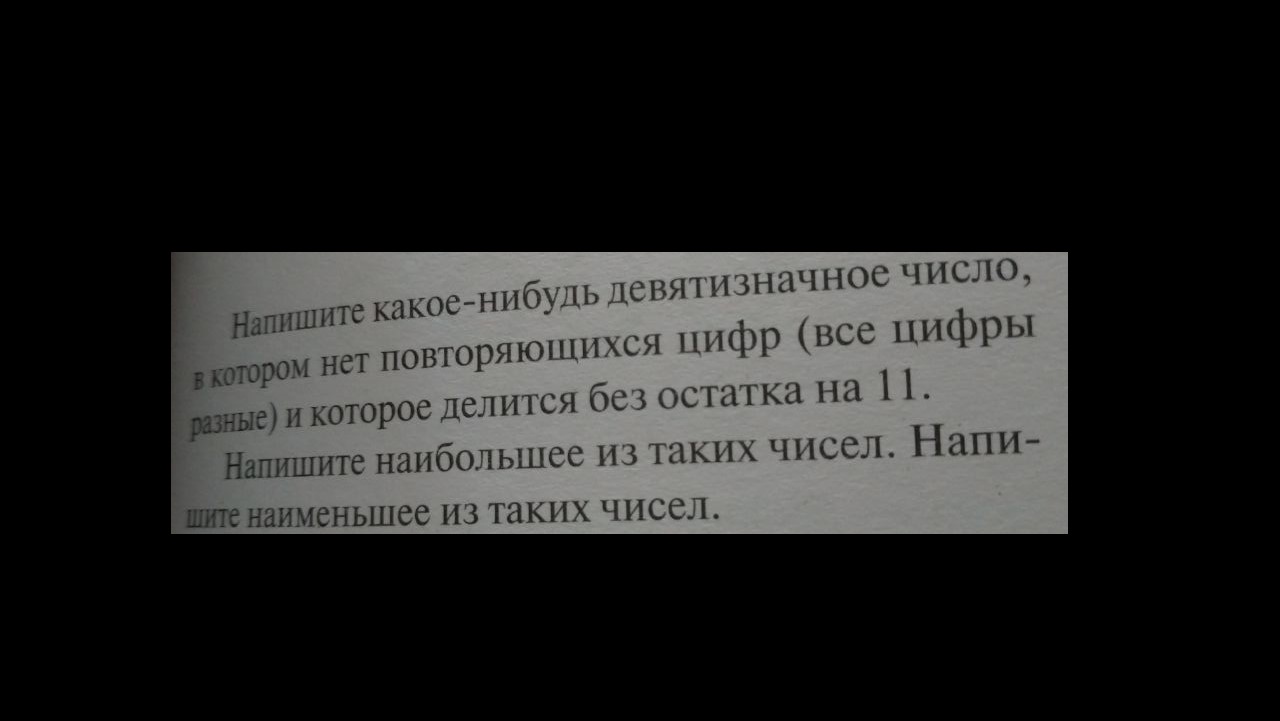 Напишите какое-нибудь девятизначное число,
в котором нет повторяющихся цифр (все цифры
разные) и которое делится без остатка на 11.
Напишите наибольшее из таких чисел. Напи-
шите наименьшее из таких чисел.